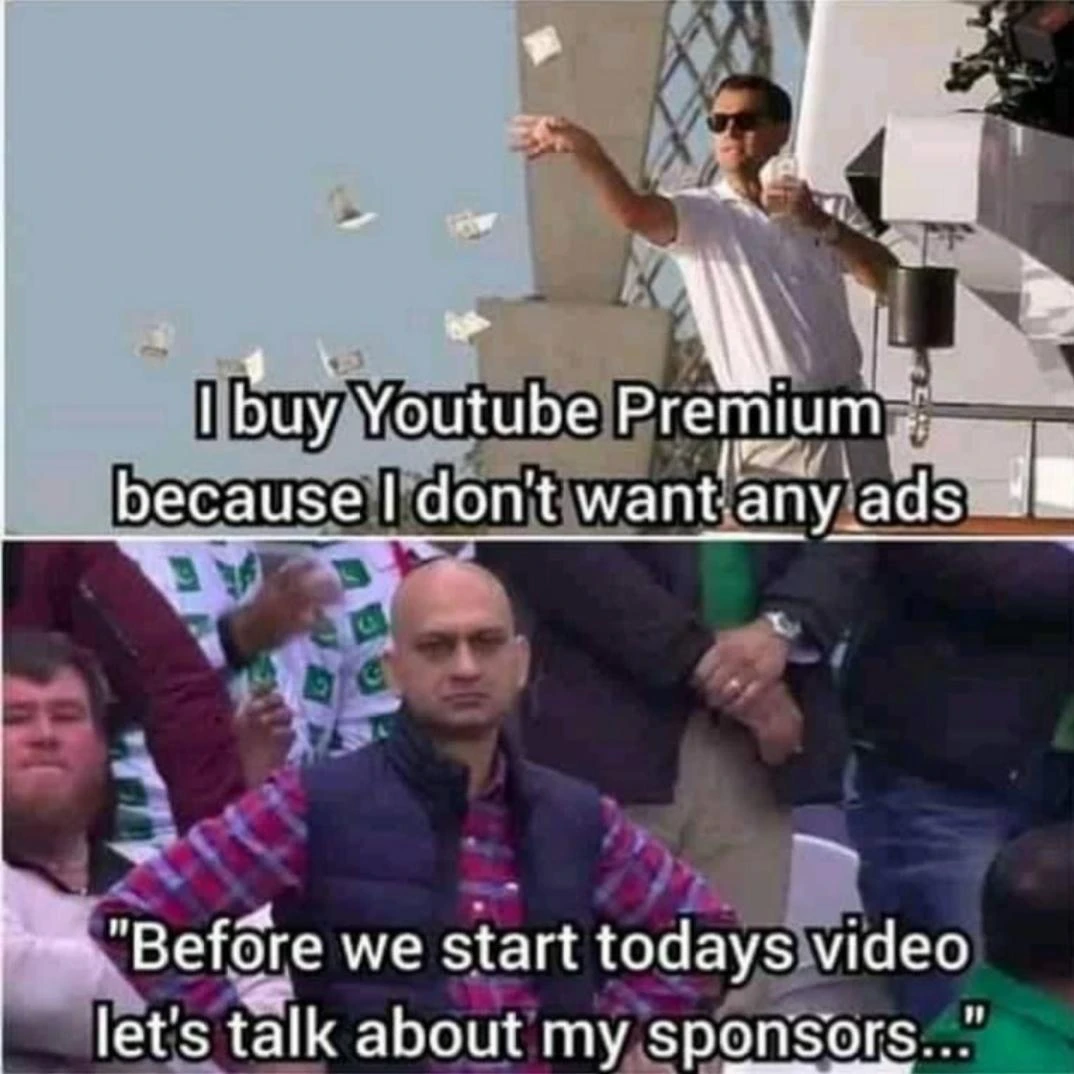 I buy Youtube Premium
because I don't want any ads
"Before we start todays video
let's talk about my sponsors..."